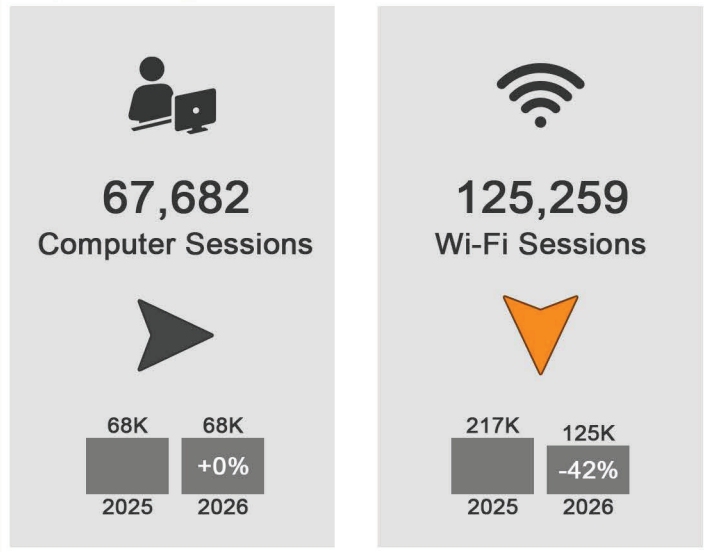 67,682
Computer Sessions
68K 68K
+0%
2025 2026
125,259
Wi-Fi Sessions
217K 125K
-42%
2025 2026